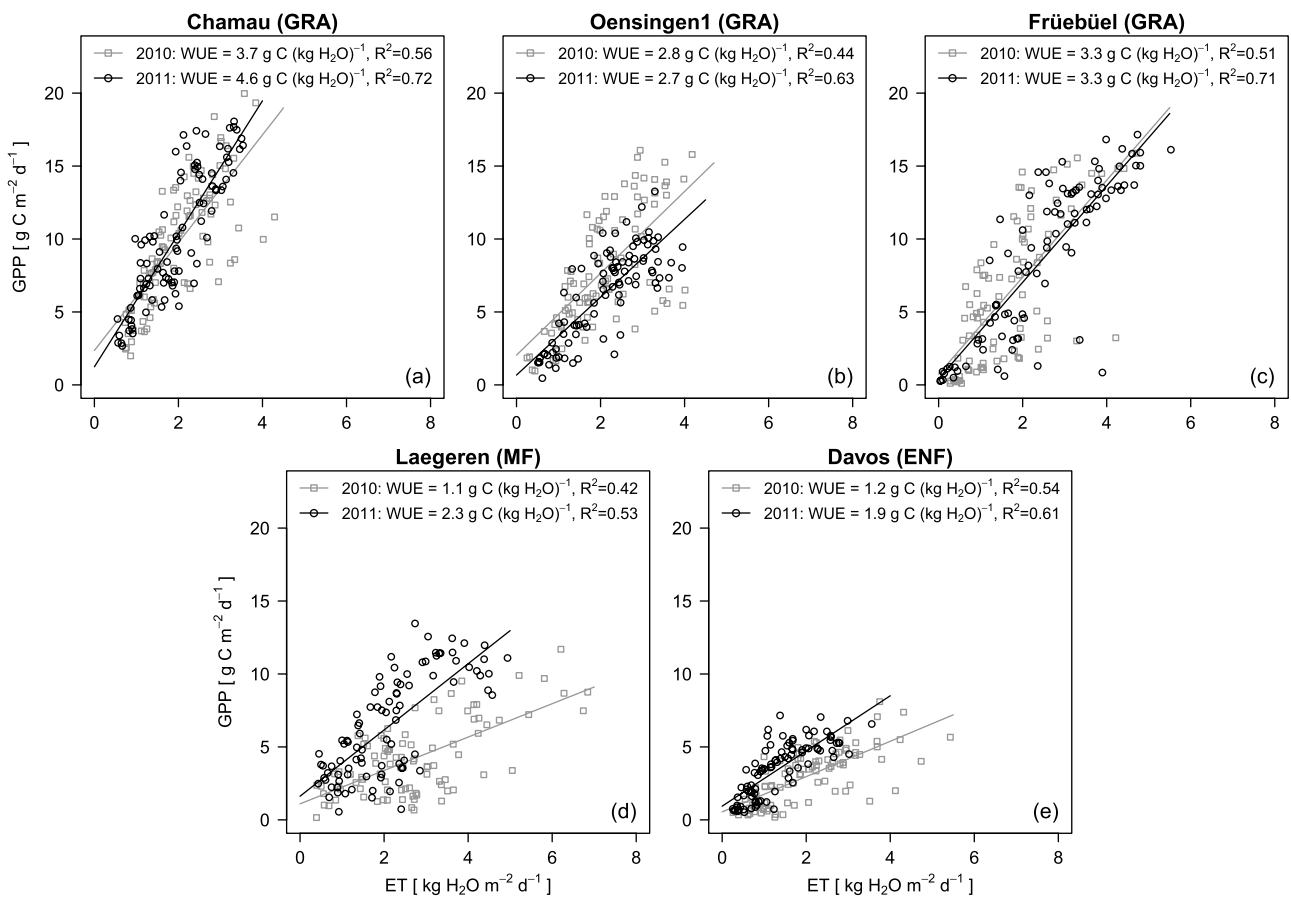 Chamau (GRA)
2010: WUE = 3.7 g C (kg H₂O)⁻¹, R²=0.56
2011: WUE = 4.6 g C (kg H₂O)⁻¹, R²=0.72
GPP [ g C m⁻² d⁻¹ ]
20
15
10
5
0
(a)
0 2 4 6 8
Oensingen1 (GRA)
2010: WUE = 2.8 g C (kg H₂O)⁻¹, R²=0.44
2011: WUE = 2.7 g C (kg H₂O)⁻¹, R²=0.63
20
15
10
5
0
(b)
0 2 4 6 8
Früebüel (GRA)
2010: WUE = 3.3 g C (kg H₂O)⁻¹, R²=0.51
2011: WUE = 3.3 g C (kg H₂O)⁻¹, R²=0.71
20
15
10
5
0
(c)
0 2 4 6 8
Laegeren (MF)
2010: WUE = 1.1 g C (kg H₂O)⁻¹, R²=0.42
2011: WUE = 2.3 g C (kg H₂O)⁻¹, R²=0.53
GPP [ g C m⁻² d⁻¹ ]
20
15
10
5
0
(d)
0 2 4 6 8
ET [ kg H₂O m⁻² d⁻¹ ]
Davos (ENF)
2010: WUE = 1.2 g C (kg H₂O)⁻¹, R²=0.54
2011: WUE = 1.9 g C (kg H₂O)⁻¹, R²=0.61
20
15
10
5
0
(e)
0 2 4 6 8
ET [ kg H₂O m⁻² d⁻¹ ]